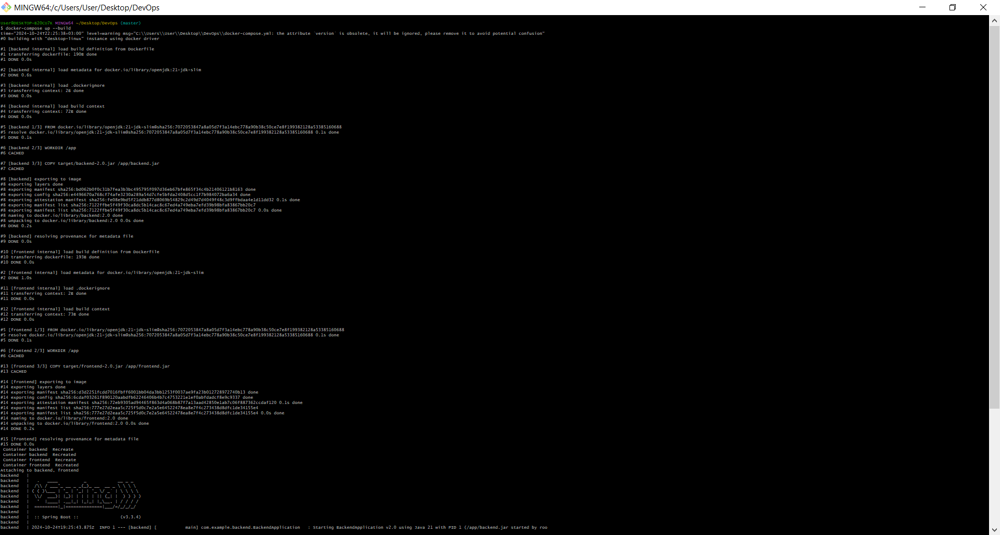 MINGW64:/c/Users/User/Desktop/DevOps
User@DESKTOP-B2OCU7K MINGW64 ~/Desktop/DevOps (master)
$ docker-compose up --build
time="2024-10-24T22:25:38+03:00" level=warning msg="C:\\Users\\User\\Desktop\\DevOps\\docker-compose.yml: the attribute `version` is obsolete, it will be ignored, please remove it to avoid potential confusion"
#0 building with "desktop-linux" instance using docker driver
#1 [backend internal] load build definition from Dockerfile
#1 transferring dockerfile: 190B done
#1 DONE 0.0s
#2 [backend internal] load metadata for docker.io/library/openjdk:21-jdk-slim
#2 DONE 0.6s
#3 [backend internal] load .dockerignore
#3 transferring context: 2B done
#3 DONE 0.0s
#4 [backend internal] load build context
#4 transferring context: 72B done
#4 DONE 0.0s
#5 [backend 1/3] FROM docker.io/library/openjdk:21-jdk-slim@sha256:7072053847a8a05d7f3a14ebc778a90b38c50ce7e8f199382128a53385160688
#5 resolve docker.io/library/openjdk:21-jdk-slim@sha256:7072053847a8a05d7f3a14ebc778a90b38c50ce7e8f199382128a53385160688 0.1s done
#5 DONE 0.1s
#6 [backend 2/3] WORKDIR /app
#6 CACHED
#7 [backend 3/3] COPY target/backend-2.0.jar /app/backend.jar
#7 CACHED
#8 [backend] exporting to image
#8 exporting layers done
#8 exporting manifest sha256:bd062b0f0c31b7fea3b3bc495795f097d36eb67bfe865f34c4b21406121b8163 done
#8 exporting config sha256:e4496670a768cf74afe3230a289a54d7cfe5bfda2408d5cc1f7b984072ba6a34 done
#8 exporting attestation manifest sha256:fe08e9bd5f21ddb877d8069b54829c2d49d7d4049f48c3d9ffbdaa4e1d11dd32 0.1s done
#8 exporting manifest list sha256:7122ffbe5f49f30ca8dc5b14cac8c67ed4a749eba7efd39b98bfa83867bb20c7
#8 exporting manifest list sha256:7122ffbe5f49f30ca8dc5b14cac8c67ed4a749eba7efd39b98bfa83867bb20c7 0.0s done
#8 naming to docker.io/library/backend:2.0 done
#8 unpacking to docker.io/library/backend:2.0 0.0s done
#8 DONE 0.2s
#9 [backend] resolving provenance for metadata file
#9 DONE 0.0s
#10 [frontend internal] load build definition from Dockerfile
#10 transferring dockerfile: 193B done
#10 DONE 0.0s
#2 [frontend internal] load metadata for docker.io/library/openjdk:21-jdk-slim
#2 DONE 1.0s
#11 [frontend internal] load .dockerignore
#11 transferring context: 2B done
#11 DONE 0.0s
#12 [frontend internal] load build context
#12 transferring context: 73B done
#12 DONE 0.0s
#5 [frontend 1/3] FROM docker.io/library/openjdk:21-jdk-slim@sha256:7072053847a8a05d7f3a14ebc778a90b38c50ce7e8f199382128a53385160688
#5 resolve docker.io/library/openjdk:21-jdk-slim@sha256:7072053847a8a05d7f3a14ebc778a90b38c50ce7e8f199382128a53385160688 0.1s done
#5 DONE 0.1s
#6 [frontend 2/3] WORKDIR /app
#6 CACHED
#13 [frontend 3/3] COPY target/frontend-2.0.jar /app/frontend.jar
#13 CACHED
#14 [frontend] exporting to image
#14 exporting layers done
#14 exporting manifest sha256:d3d2251fcdd7016fbff6001bb04da3bb1253f0037ae9fa23b012728972740b13 done
#14 exporting config sha256:6cdaf03261f890120aabdfb62246406b4b7c4753221e1ef0abfdadcf8e9c9337 done
#14 exporting attestation manifest sha256:72eb9305ad94465f863d4a068b87f7a13aad42850e1ab7c06f887362ccdaf120 0.1s done
#14 exporting manifest list sha256:777e27d2eaa5c725f5d0c7e2a5e64522478ea8e7f4c273438d8dfc1de34155e4
#14 exporting manifest list sha256:777e27d2eaa5c725f5d0c7e2a5e64522478ea8e7f4c273438d8dfc1de34155e4 0.0s done
#14 naming to docker.io/library/frontend:2.0 done
#14 unpacking to docker.io/library/frontend:2.0 0.0s done
#14 DONE 0.2s
#15 [frontend] resolving provenance for metadata file
#15 DONE 0.0s
Container backend  Recreate
Container backend  Recreated
Container frontend  Recreate
Container frontend  Recreated
Attaching to backend, frontend
backend   |
backend   |   .   ____          _            __ _ _
backend   |  /\\ / ___'_ __ _ _(_)_ __  __ _ \ \ \ \
backend   | ( ( )\___ | '_ | '_| | '_ \/ _` | \ \ \ \
backend   |  \\/  ___)| |_)| | | | | || (_| |  ) ) ) )
backend   |   '  |____| .__|_| |_|_| |_\__, | / / / /
backend   |  =========|_|==============|___/=/_/_/_/
backend   |
backend   |  :: Spring Boot ::                (v3.3.4)
backend   |
backend   | 2024-10-24T19:25:43.875Z  INFO 1 --- [backend] [           main] com.example.backend.BackendApplication   : Starting BackendApplication v2.0 using Java 21 with PID 1 (/app/backend.jar started by roo